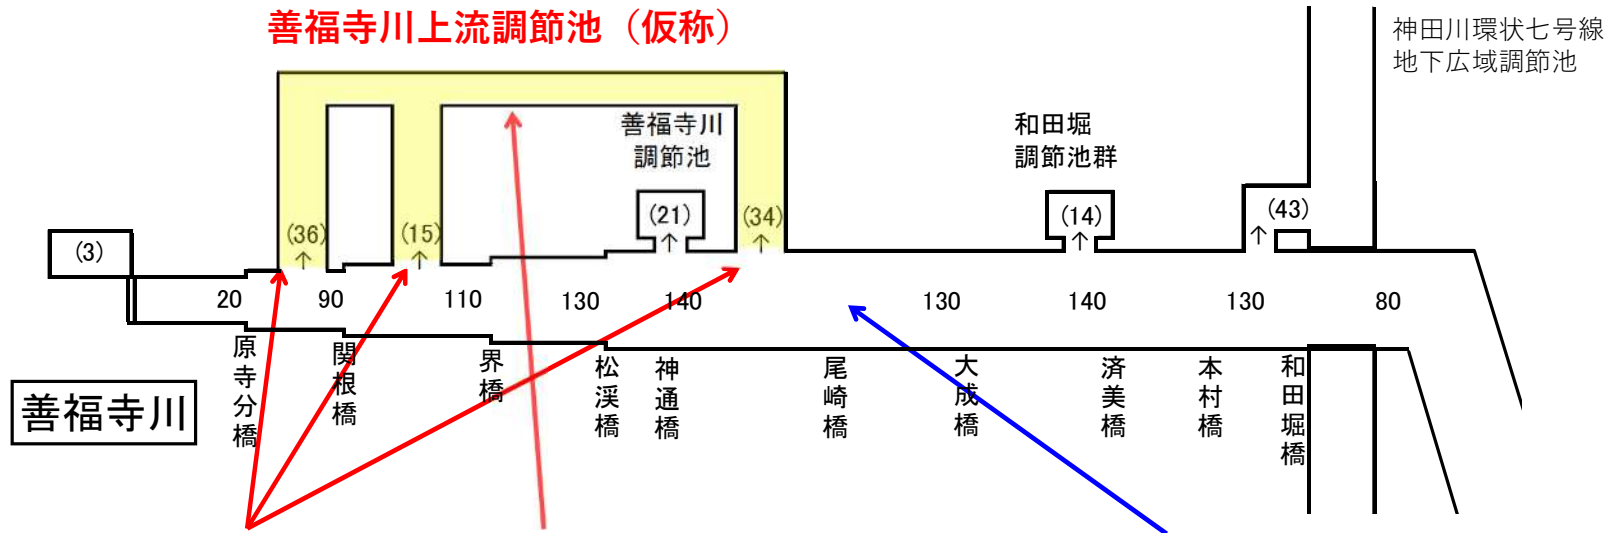 善福寺川上流調節池（仮称）
神田川環状七号線
地下広域調節池
善福寺川
調節池
和田堀
調節池群
(3)
(36)
↑
(15)
↑
(21)
↑
(34)
↑
(14)
↑
(43)
↑
20
90
110
130
140
130
140
130
80
原寺分橋
関根橋
界橋
松渓橋
神通橋
尾崎橋
大成橋
済美橋
本村橋
和田堀橋
善福寺川